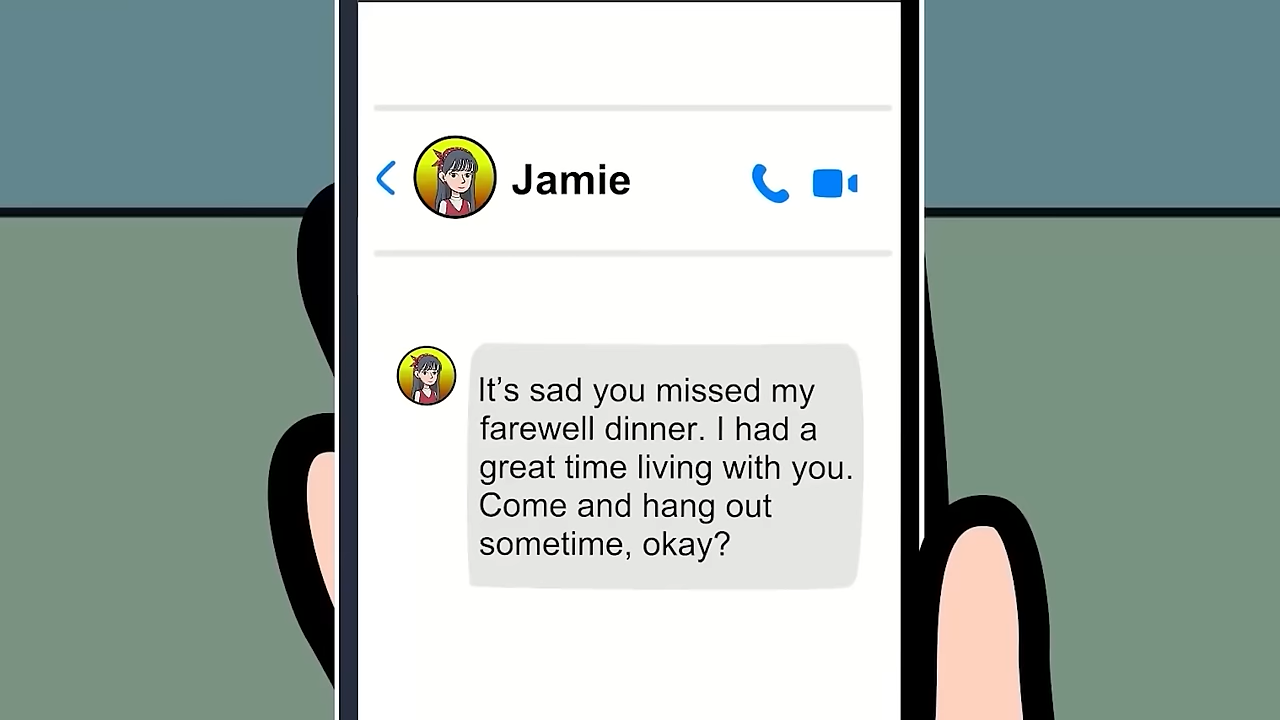 Jamie
It’s sad you missed my
farewell dinner. I had a
great time living with you.
Come and hang out
sometime, okay?